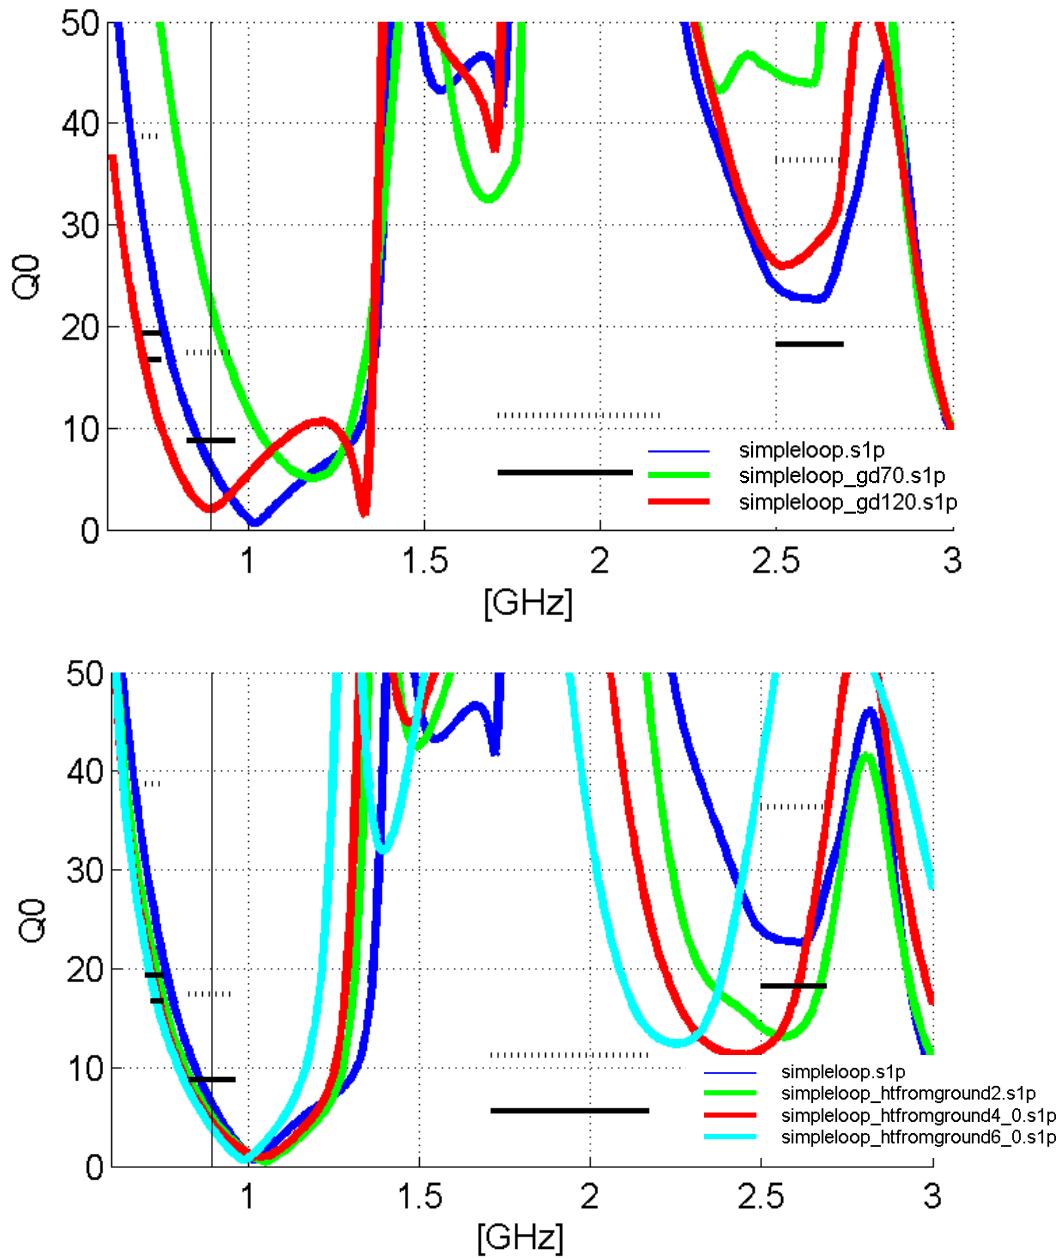 50
40
30
20
10
0
Q0
simpleloop.s1p
simpleloop_gd70.s1p
simpleloop_gd120.s1p
1 1.5 2 2.5 3
[GHz]
50
40
30
20
10
0
Q0
simpleloop.s1p
simpleloop_htfromground2.s1p
simpleloop_htfromground4_0.s1p
simpleloop_htfromground6_0.s1p
1 1.5 2 2.5 3
[GHz]